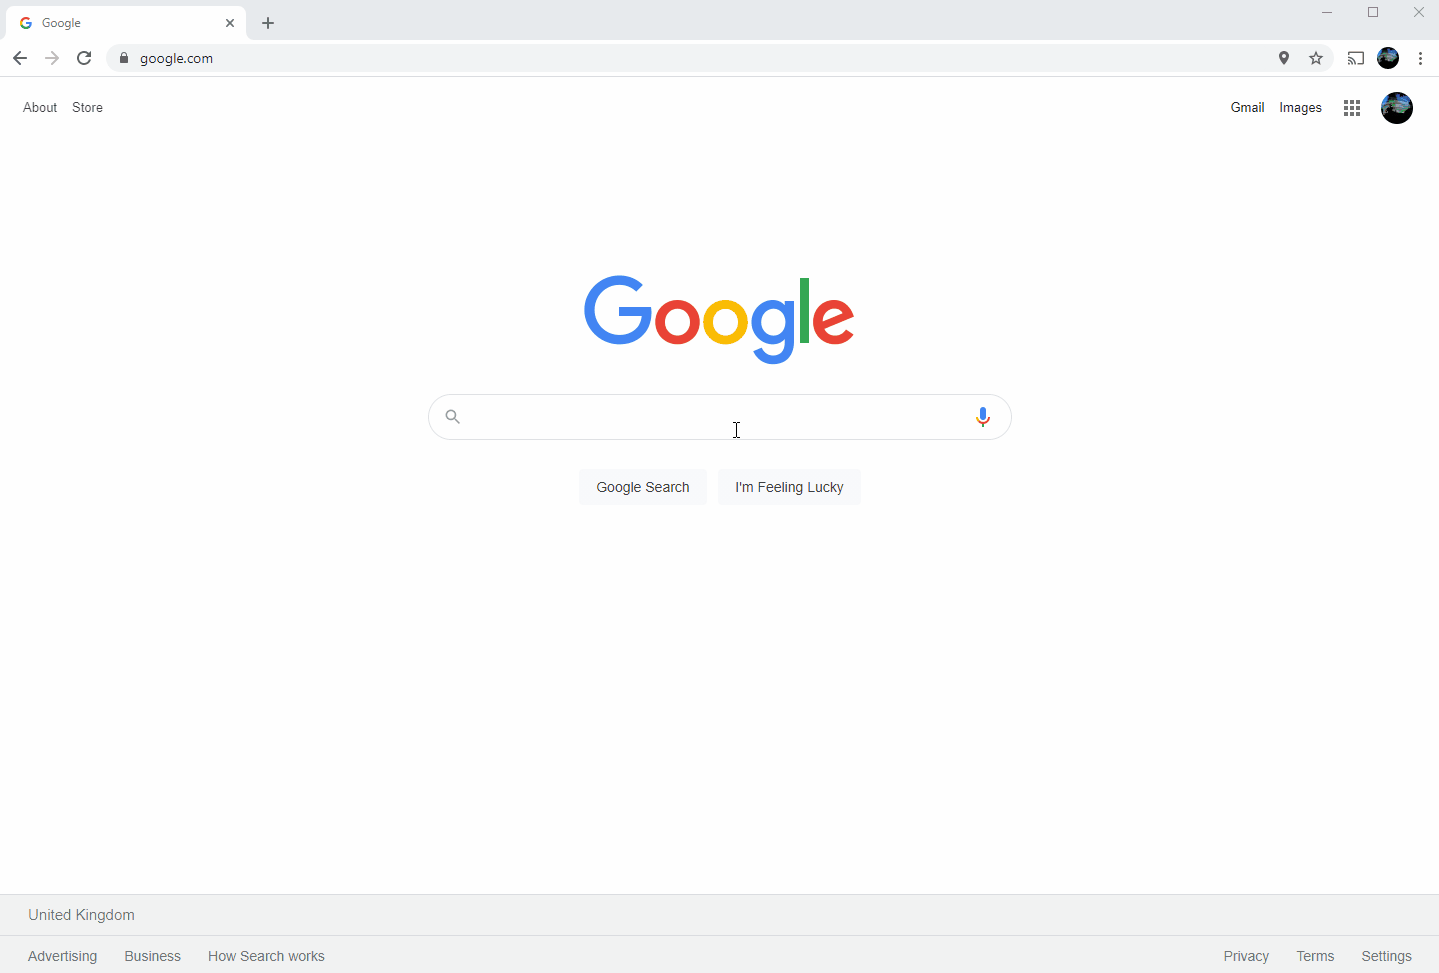 Google
google.com
About Store Gmail Images
Google
Google Search I'm Feeling Lucky
United Kingdom
Advertising Business How Search works Privacy Terms Settings